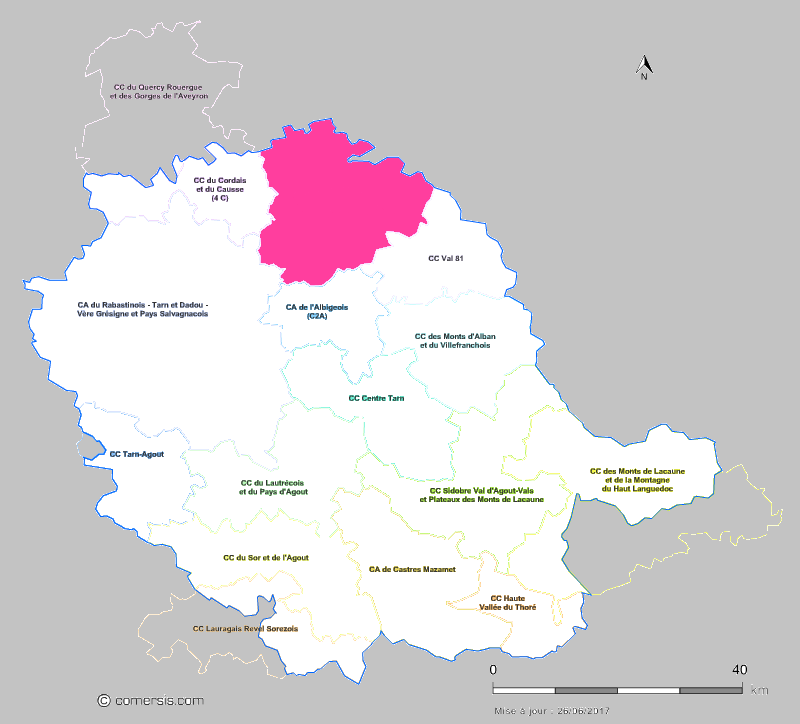 CC du Quercy Rouergue
et des Gorges de l'Aveyron
N
CC du Cordais
et du Causse
(4 C)
CC Val 81
CA du Rabastinois - Tarn et Dadou -
Vère Grésigne et Pays Salvagnacois
CA de l'Albigeois
(C2A)
CC des Monts d'Alban
et du Villefranchois
CC Centre Tarn
CC Tarn-Agout
CC du Lautrécois
et du Pays d'Agout
CC Sidobre Val d'Agout-Vals
et Plateaux des Monts de Lacaune
CC des Monts de Lacaune
et de la Montagne
du Haut Languedoc
CC du Sor et de l'Agout
CA de Castres Mazamet
CC Haute
Vallée du Thoré
CC Lauragais Revel Sorezois
0 40
km
Mise à jour : 26/06/2017
© comersis.com